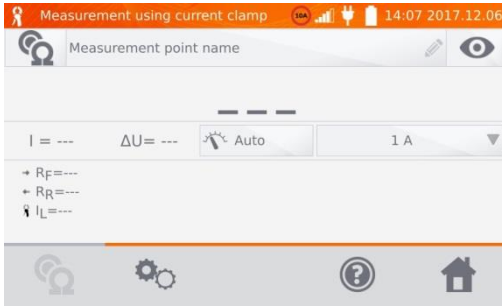 Measurement using current clamp 10A 14:07 2017.12.06
Measurement point name
---
I = --- ΔU= --- Auto 1 A
RF=---
RR=---
IL=---